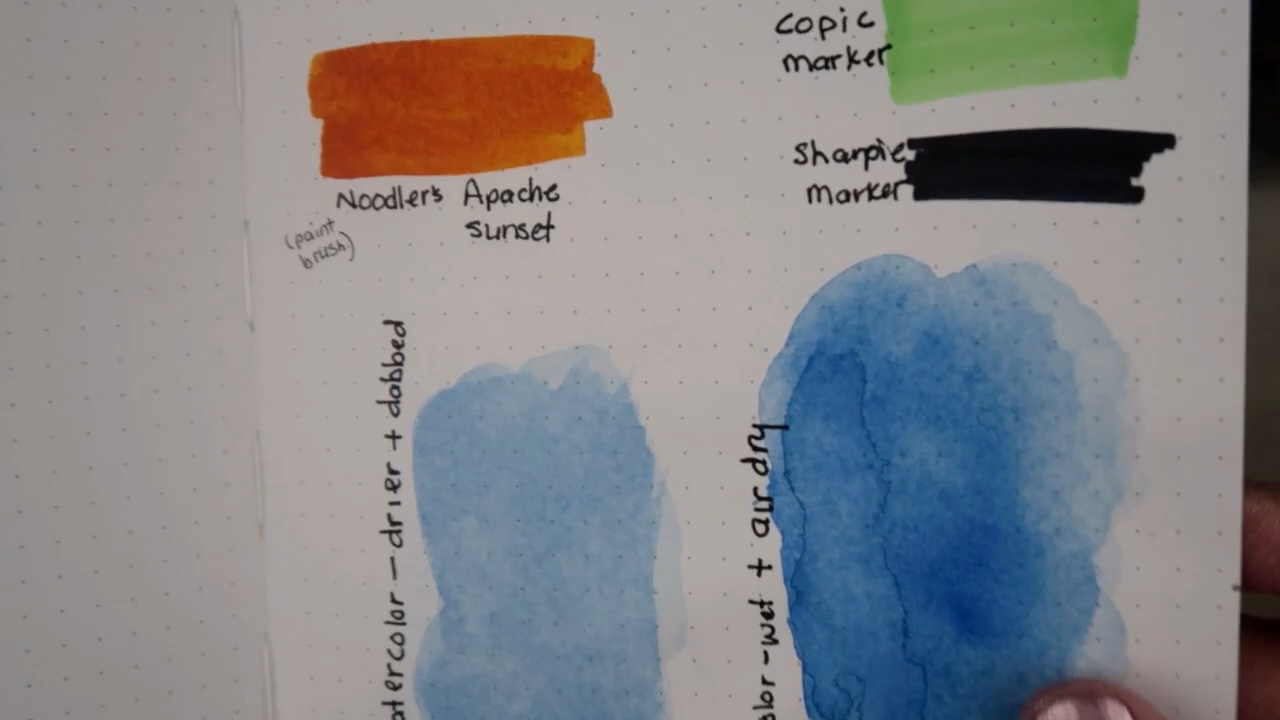 copic
marker
Sharpie
marker
Noodler's Apache
sunset
(paint
brush)
atercolor - drier + dabbed
olor - wet + air dry